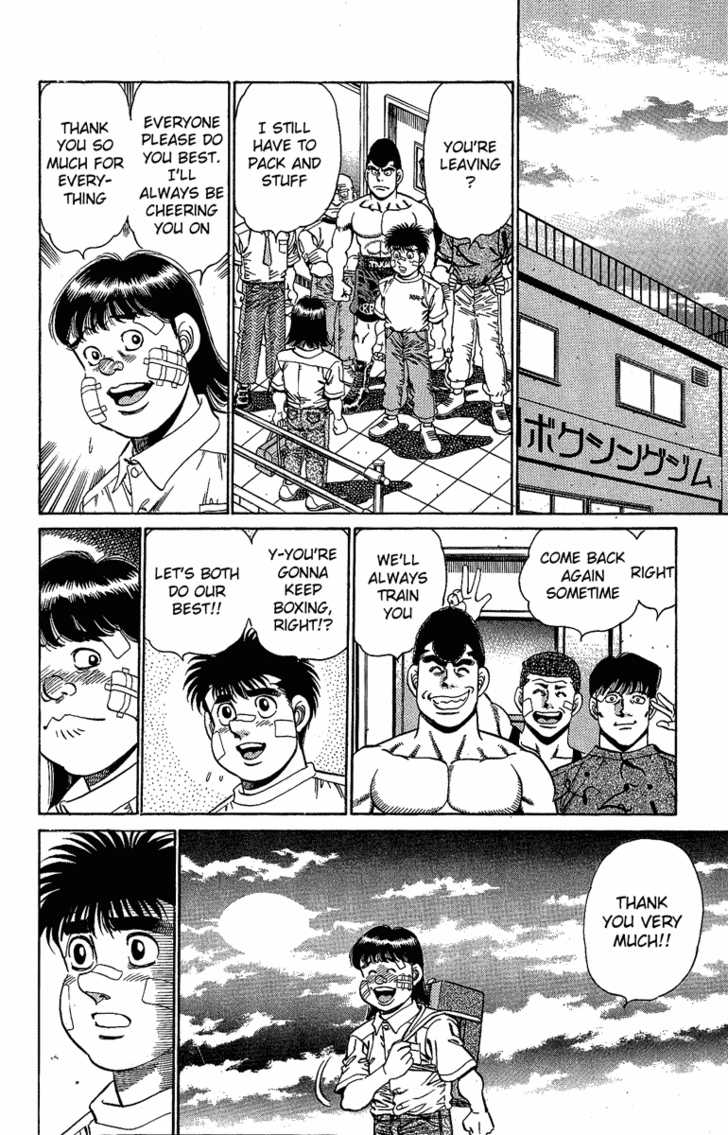 ボクシングジム
YOU'RE
LEAVING
?
I STILL
HAVE TO
PACK AND
STUFF
EVERYONE
PLEASE DO
YOU BEST.
I'LL
ALWAYS BE
CHEERING
YOU ON
THANK
YOU SO
MUCH FOR
EVERY-
THING
RIGHT
COME BACK
AGAIN
SOMETIME
WE'LL
ALWAYS
TRAIN
YOU
Y-YOU'RE
GONNA
KEEP
BOXING,
RIGHT!?
LET'S BOTH
DO OUR
BEST!!
THANK
YOU VERY
MUCH!!